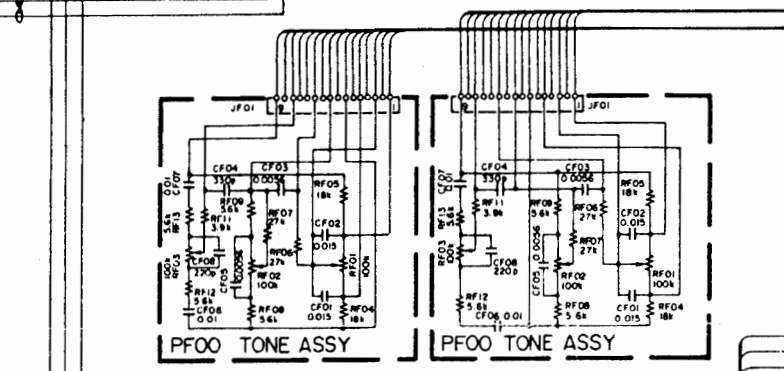 JF01 9 1
CF04
330p
CF03
0.0056
0.01
CF07
RF05
18k
RF09
5.6k
RF13
5.6k
RF11
3.9k
RF07
27k
CF02
0.015
RF06
27k
100k
RF03
CF08
220p
CF05
0.0056
RF02
100k
RF01
100k
RF12
5.6k
CF06
0.01
RF08
5.6k
CF01
0.015
RF04
18k
PF00 TONE ASSY
9 1 JF01
CF04
330p
CF03
0.0056
CF07
0.01
RF05
18k
RF13
5.6k
RF11
3.9k
RF09
5.6k
RF06
27k
CF02
0.015
RF03
100k
CF08
220p
0.0056
CF05
RF07
27k
RF02
100k
RF01
100k
RF12
5.6k
CF06 0.01
RF08
5.6k
CF01
0.015
RF04
18k
PF00 TONE ASSY